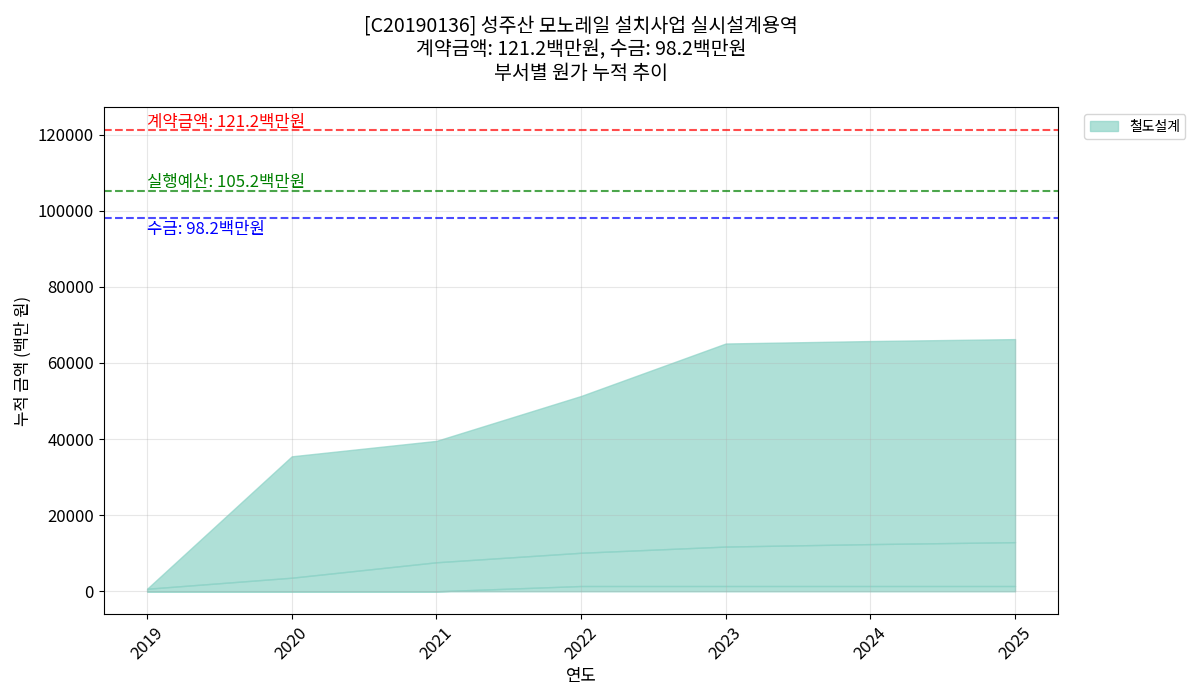 [C20190136] 성주산 모노레일 설치사업 실시설계용역
계약금액: 121.2백만원, 수금: 98.2백만원
부서별 원가 누적 추이
계약금액: 121.2백만원
실행예산: 105.2백만원
수금: 98.2백만원
철도설계
누적 금액 (백만 원)
120000
100000
80000
60000
40000
20000
0
2019
2020
2021
2022
2023
2024
2025
연도